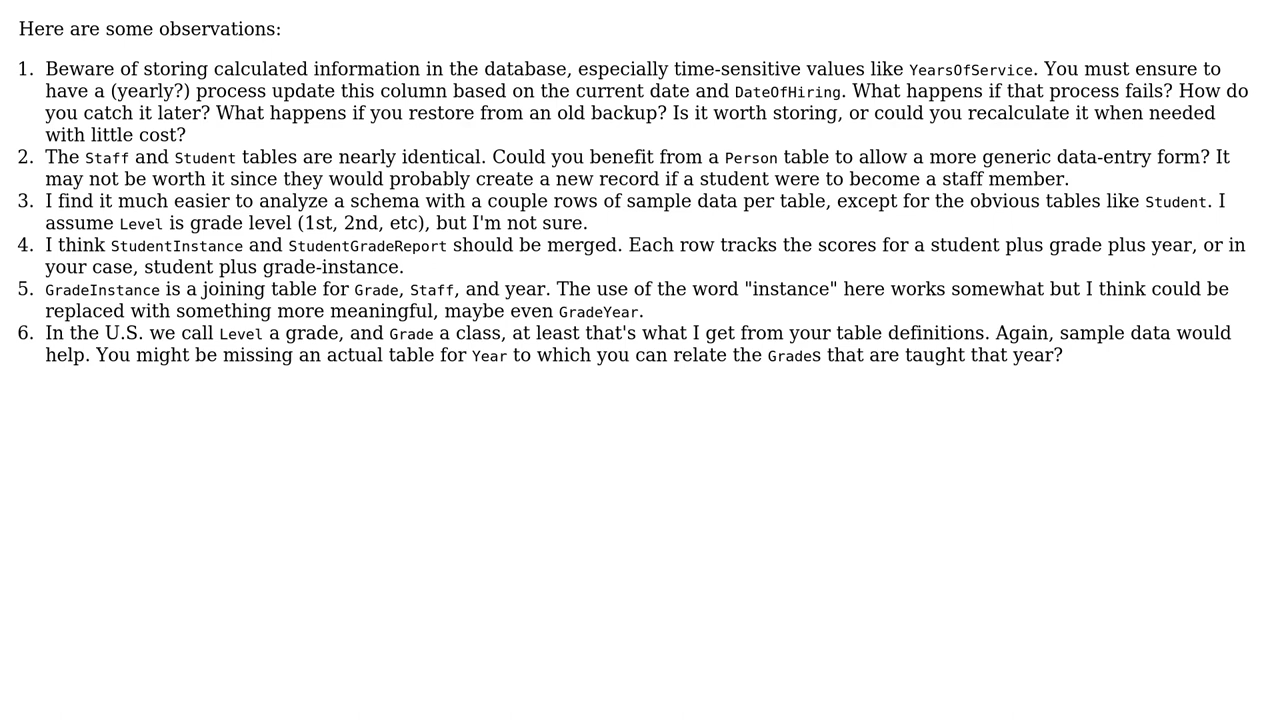 Here are some observations:
1. Beware of storing calculated information in the database, especially time-sensitive values like YearsOfService. You must ensure to
have a (yearly?) process update this column based on the current date and DateOfHiring. What happens if that process fails? How do
you catch it later? What happens if you restore from an old backup? Is it worth storing, or could you recalculate it when needed
with little cost?
2. The Staff and Student tables are nearly identical. Could you benefit from a Person table to allow a more generic data-entry form? It
may not be worth it since they would probably create a new record if a student were to become a staff member.
3. I find it much easier to analyze a schema with a couple rows of sample data per table, except for the obvious tables like Student. I
assume Level is grade level (1st, 2nd, etc), but I'm not sure.
4. I think StudentInstance and StudentGradeReport should be merged. Each row tracks the scores for a student plus grade plus year, or in
your case, student plus grade-instance.
5. GradeInstance is a joining table for Grade, Staff, and year. The use of the word "instance" here works somewhat but I think could be
replaced with something more meaningful, maybe even GradeYear.
6. In the U.S. we call Level a grade, and Grade a class, at least that's what I get from your table definitions. Again, sample data would
help. You might be missing an actual table for Year to which you can relate the Grades that are taught that year?